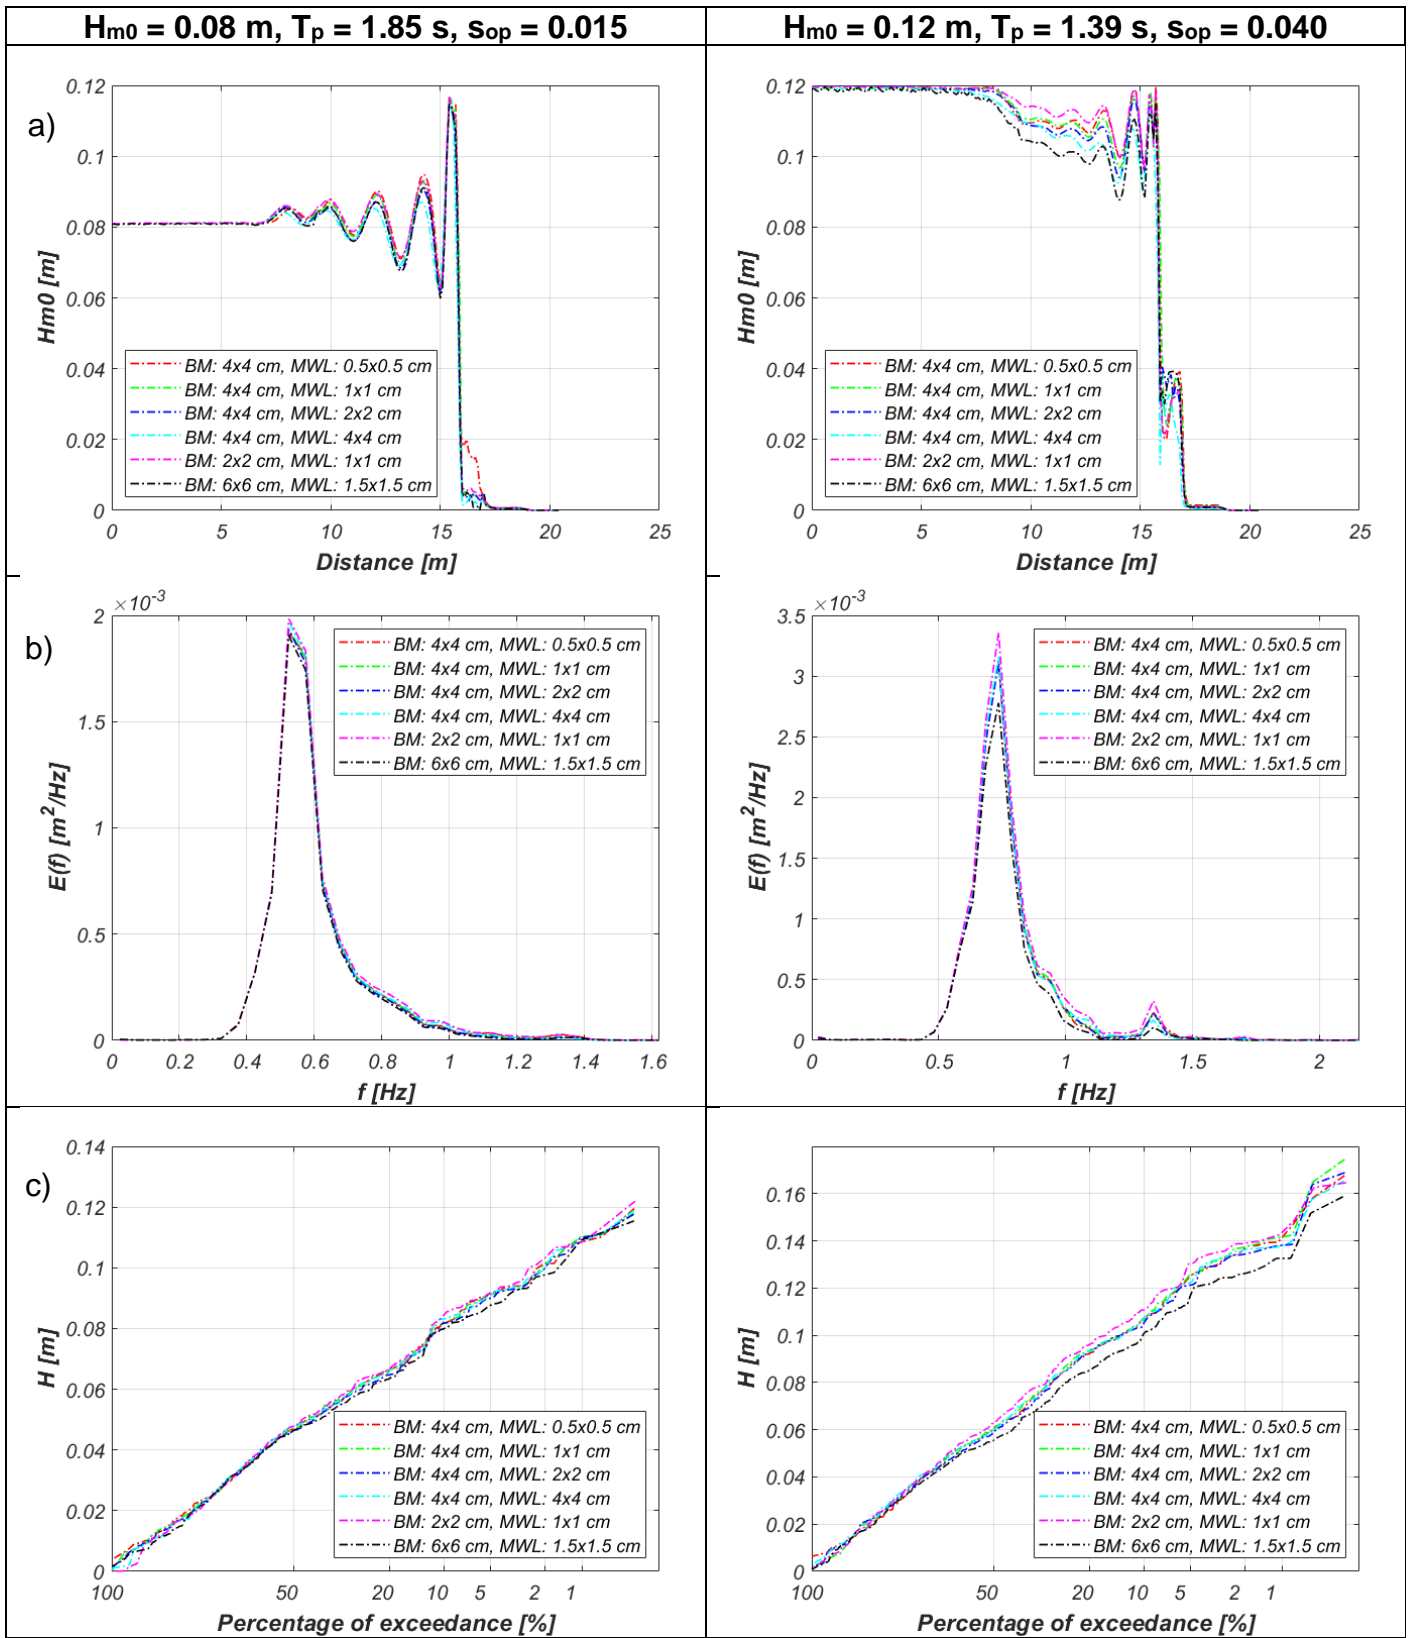 Hm0 = 0.08 m, Tp = 1.85 s, sop = 0.015
Hm0 = 0.12 m, Tp = 1.39 s, sop = 0.040
a)
0.12
0.1
0.08
0.06
0.04
0.02
0
Hm0 [m]
BM: 4x4 cm, MWL: 0.5x0.5 cm
BM: 4x4 cm, MWL: 1x1 cm
BM: 4x4 cm, MWL: 2x2 cm
BM: 4x4 cm, MWL: 4x4 cm
BM: 2x2 cm, MWL: 1x1 cm
BM: 6x6 cm, MWL: 1.5x1.5 cm
0 5 10 15 20 25
Distance [m]
0.12
0.1
0.08
0.06
0.04
0.02
0
Hm0 [m]
BM: 4x4 cm, MWL: 0.5x0.5 cm
BM: 4x4 cm, MWL: 1x1 cm
BM: 4x4 cm, MWL: 2x2 cm
BM: 4x4 cm, MWL: 4x4 cm
BM: 2x2 cm, MWL: 1x1 cm
BM: 6x6 cm, MWL: 1.5x1.5 cm
0 5 10 15 20 25
Distance [m]
b)
×10-3
2
1.5
1
0.5
0
E(f) [m2/Hz]
BM: 4x4 cm, MWL: 0.5x0.5 cm
BM: 4x4 cm, MWL: 1x1 cm
BM: 4x4 cm, MWL: 2x2 cm
BM: 4x4 cm, MWL: 4x4 cm
BM: 2x2 cm, MWL: 1x1 cm
BM: 6x6 cm, MWL: 1.5x1.5 cm
0 0.2 0.4 0.6 0.8 1 1.2 1.4 1.6
f [Hz]
×10-3
3.5
3
2.5
2
1.5
1
0.5
0
E(f) [m2/Hz]
BM: 4x4 cm, MWL: 0.5x0.5 cm
BM: 4x4 cm, MWL: 1x1 cm
BM: 4x4 cm, MWL: 2x2 cm
BM: 4x4 cm, MWL: 4x4 cm
BM: 2x2 cm, MWL: 1x1 cm
BM: 6x6 cm, MWL: 1.5x1.5 cm
0 0.5 1 1.5 2
f [Hz]
c)
0.14
0.12
0.1
0.08
0.06
0.04
0.02
0
H [m]
BM: 4x4 cm, MWL: 0.5x0.5 cm
BM: 4x4 cm, MWL: 1x1 cm
BM: 4x4 cm, MWL: 2x2 cm
BM: 4x4 cm, MWL: 4x4 cm
BM: 2x2 cm, MWL: 1x1 cm
BM: 6x6 cm, MWL: 1.5x1.5 cm
100 50 20 10 5 2 1
Percentage of exceedance [%]
0.16
0.14
0.12
0.1
0.08
0.06
0.04
0.02
0
H [m]
BM: 4x4 cm, MWL: 0.5x0.5 cm
BM: 4x4 cm, MWL: 1x1 cm
BM: 4x4 cm, MWL: 2x2 cm
BM: 4x4 cm, MWL: 4x4 cm
BM: 2x2 cm, MWL: 1x1 cm
BM: 6x6 cm, MWL: 1.5x1.5 cm
100 50 20 10 5 2 1
Percentage of exceedance [%]